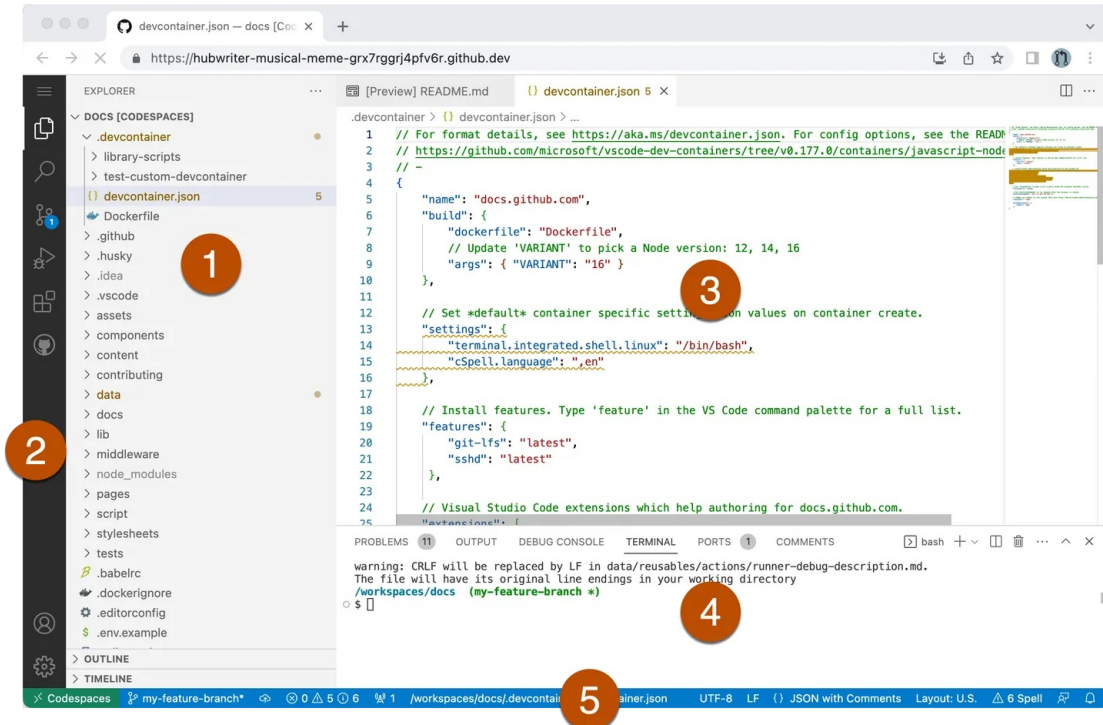 devcontainer.json — docs [Coc
https://hubwriter-musical-meme-grx7rggrj4pfv6r.github.dev
EXPLORER
DOCS [CODESPACES]
.devcontainer
library-scripts
test-custom-devcontainer
{} devcontainer.json 5
Dockerfile
.github
.husky
.idea
.vscode
assets
components
content
contributing
data
docs
lib
middleware
node_modules
pages
script
stylesheets
tests
.babelrc
.dockerignore
.editorconfig
$ .env.example
OUTLINE
TIMELINE
1
2
1
[Preview] README.md
{} devcontainer.json 5
.devcontainer > {} devcontainer.json > ...
1 // For format details, see https://aka.ms/devcontainer.json. For config options, see the READM
2 // https://github.com/microsoft/vscode-dev-containers/tree/v0.177.0/containers/javascript-node
3 // -
4 {
5 "name": "docs.github.com",
6 "build": {
7 "dockerfile": "Dockerfile",
8 // Update 'VARIANT' to pick a Node version: 12, 14, 16
9 "args": { "VARIANT": "16" }
10 },
11
12 // Set *default* container specific setting on values on container create.
13 "settings": {
14 "terminal.integrated.shell.linux": "/bin/bash",
15 "cSpell.language": ",en"
16 },
17
18 // Install features. Type 'feature' in the VS Code command palette for a full list.
19 "features": {
20 "git-lfs": "latest",
21 "sshd": "latest"
22 },
23
24 // Visual Studio Code extensions which help authoring for docs.github.com.
25 "extensions": [
3
PROBLEMS 11 OUTPUT DEBUG CONSOLE TERMINAL PORTS 1 COMMENTS bash
warning: CRLF will be replaced by LF in data/reusables/actions/runner-debug-description.md.
The file will have its original line endings in your working directory
/workspaces/docs (my-feature-branch *)
$
4
Codespaces my-feature-branch* 0 5 6 1 /workspaces/docs/.devcontai 5 ainer.json UTF-8 LF {} JSON with Comments Layout: U.S. 6 Spell